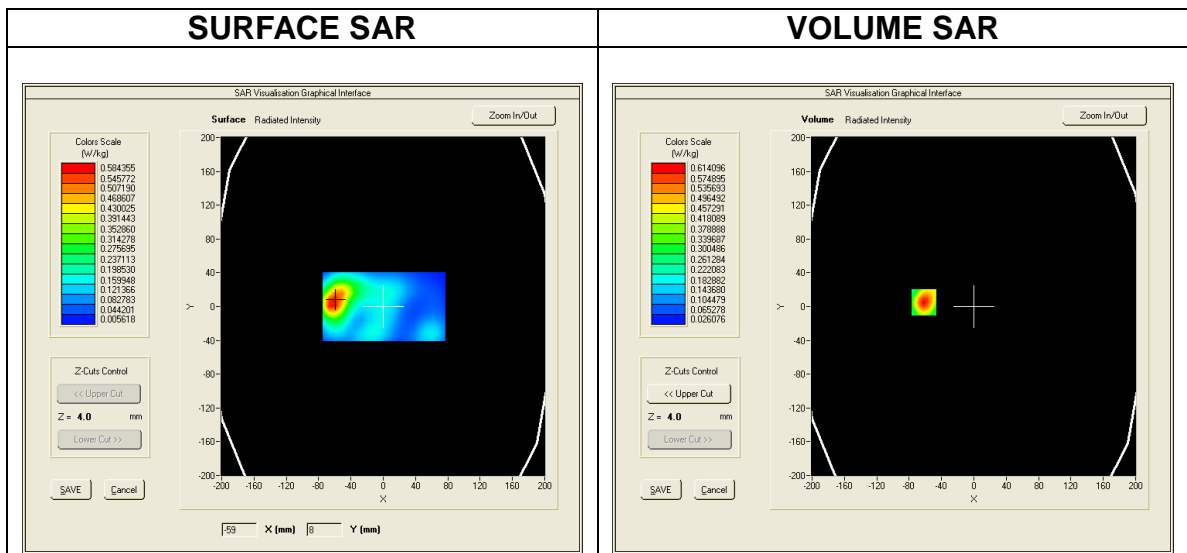 SURFACE SAR
VOLUME SAR
SAR Visualisation Graphical Interface
Surface Radiated Intensity
Zoom In/Out
Colors Scale
(W/kg)
0.584355
0.545772
0.507190
0.468607
0.430025
0.391443
0.352860
0.314278
0.275695
0.237113
0.198530
0.159948
0.121366
0.082783
0.044201
0.005618
Z-Cuts Control
<< Upper Cut
Z = 4.0 mm
Lower Cut >>
SAVE Cancel
200-
160-
120-
80-
40-
0-
-40-
-80-
-120-
-160-
-200-
Y
-200 -160 -120 -80 -40 0 40 80 120 160 200
X
-59 X (mm) 8 Y (mm)
SAR Visualisation Graphical Interface
Volume Radiated Intensity
Zoom In/Out
Colors Scale
(W/kg)
0.614096
0.574895
0.535693
0.496492
0.457291
0.418089
0.378888
0.339687
0.300486
0.261284
0.222083
0.182882
0.143680
0.104479
0.065278
0.026076
Z-Cuts Control
<< Upper Cut
Z = 4.0 mm
Lower Cut >>
SAVE Cancel
200-
160-
120-
80-
40-
0-
-40-
-80-
-120-
-160-
-200-
Y
-200 -160 -120 -80 -40 0 40 80 120 160 200
X